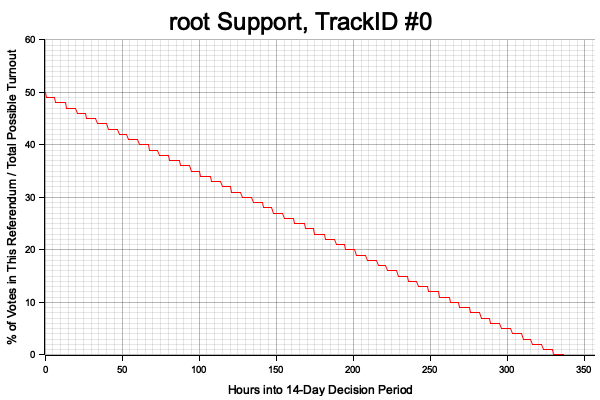 root Support, TrackID #0
% of Votes in This Referendum / Total Possible Turnout
60
50
40
30
20
10
0
0 50 100 150 200 250 300 350
Hours into 14-Day Decision Period